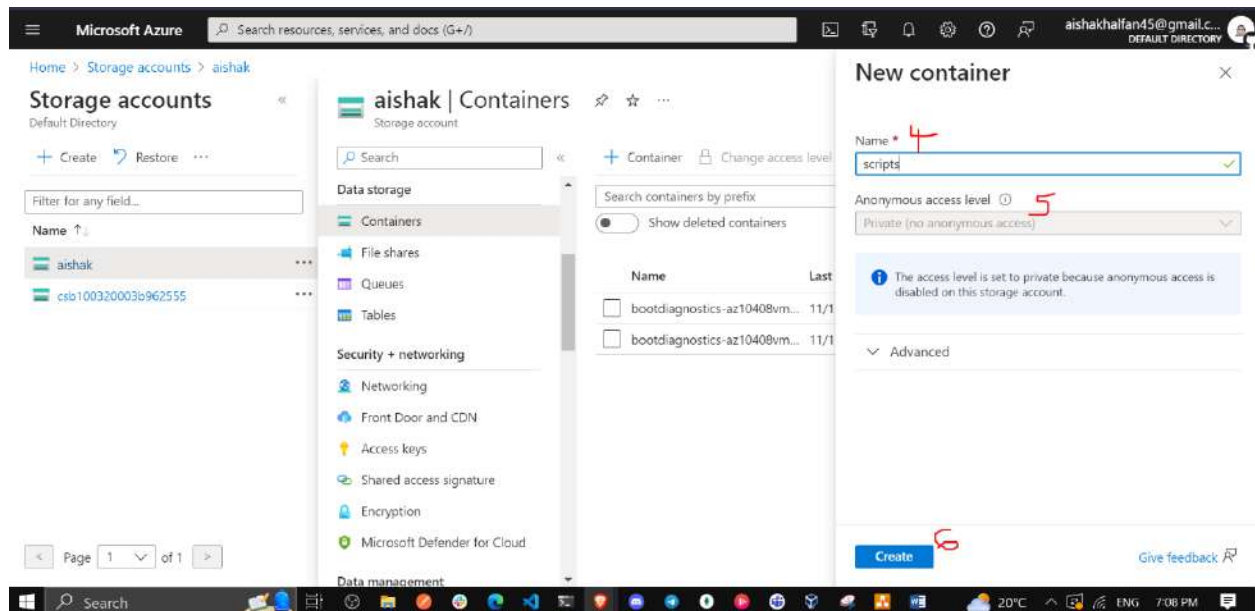 Microsoft Azure
Search resources, services, and docs (G+/)
aishakhalfan45@gmail.c...
DEFAULT DIRECTORY
Home > Storage accounts > aishak
Storage accounts
Default Directory
+ Create Restore ...
Filter for any field...
Name ↑↓
aishak ...
csb100320003b962555 ...
< Page 1 of 1 >
aishak | Containers ...
Storage account
Search
Data storage
Containers
File shares
Queues
Tables
Security + networking
Networking
Front Door and CDN
Access keys
Shared access signature
Encryption
Microsoft Defender for Cloud
Data management
+ Container Change access level
Search containers by prefix
Show deleted containers
Name Last
bootdiagnostics-az10408vm... 11/1
bootdiagnostics-az10408vm... 11/1
New container
Name * 4
scripts
Anonymous access level 5
Private (no anonymous access)
The access level is set to private because anonymous access is
disabled on this storage account.
Advanced
Create 6
Give feedback
Search
20°C ENG 7:08 PM